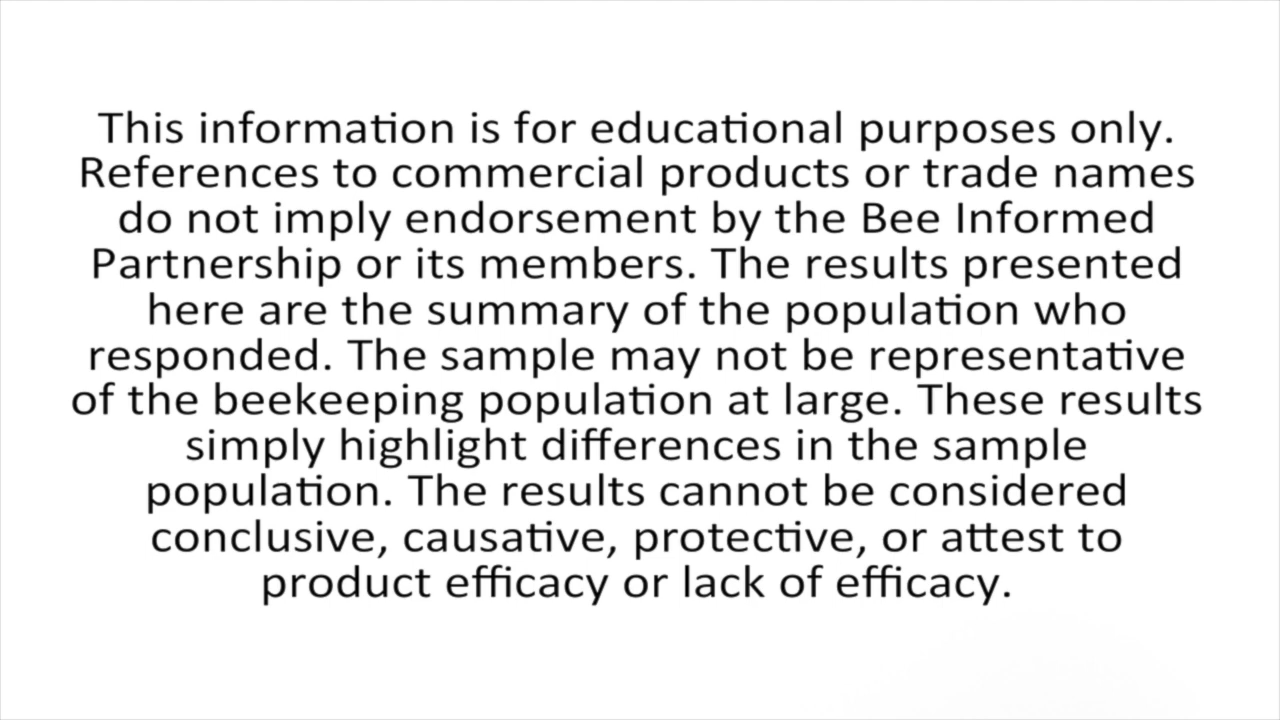 This information is for educational purposes only.
References to commercial products or trade names
do not imply endorsement by the Bee Informed
Partnership or its members. The results presented
here are the summary of the population who
responded. The sample may not be representative
of the beekeeping population at large. These results
simply highlight differences in the sample
population. The results cannot be considered
conclusive, causative, protective, or attest to
product efficacy or lack of efficacy.